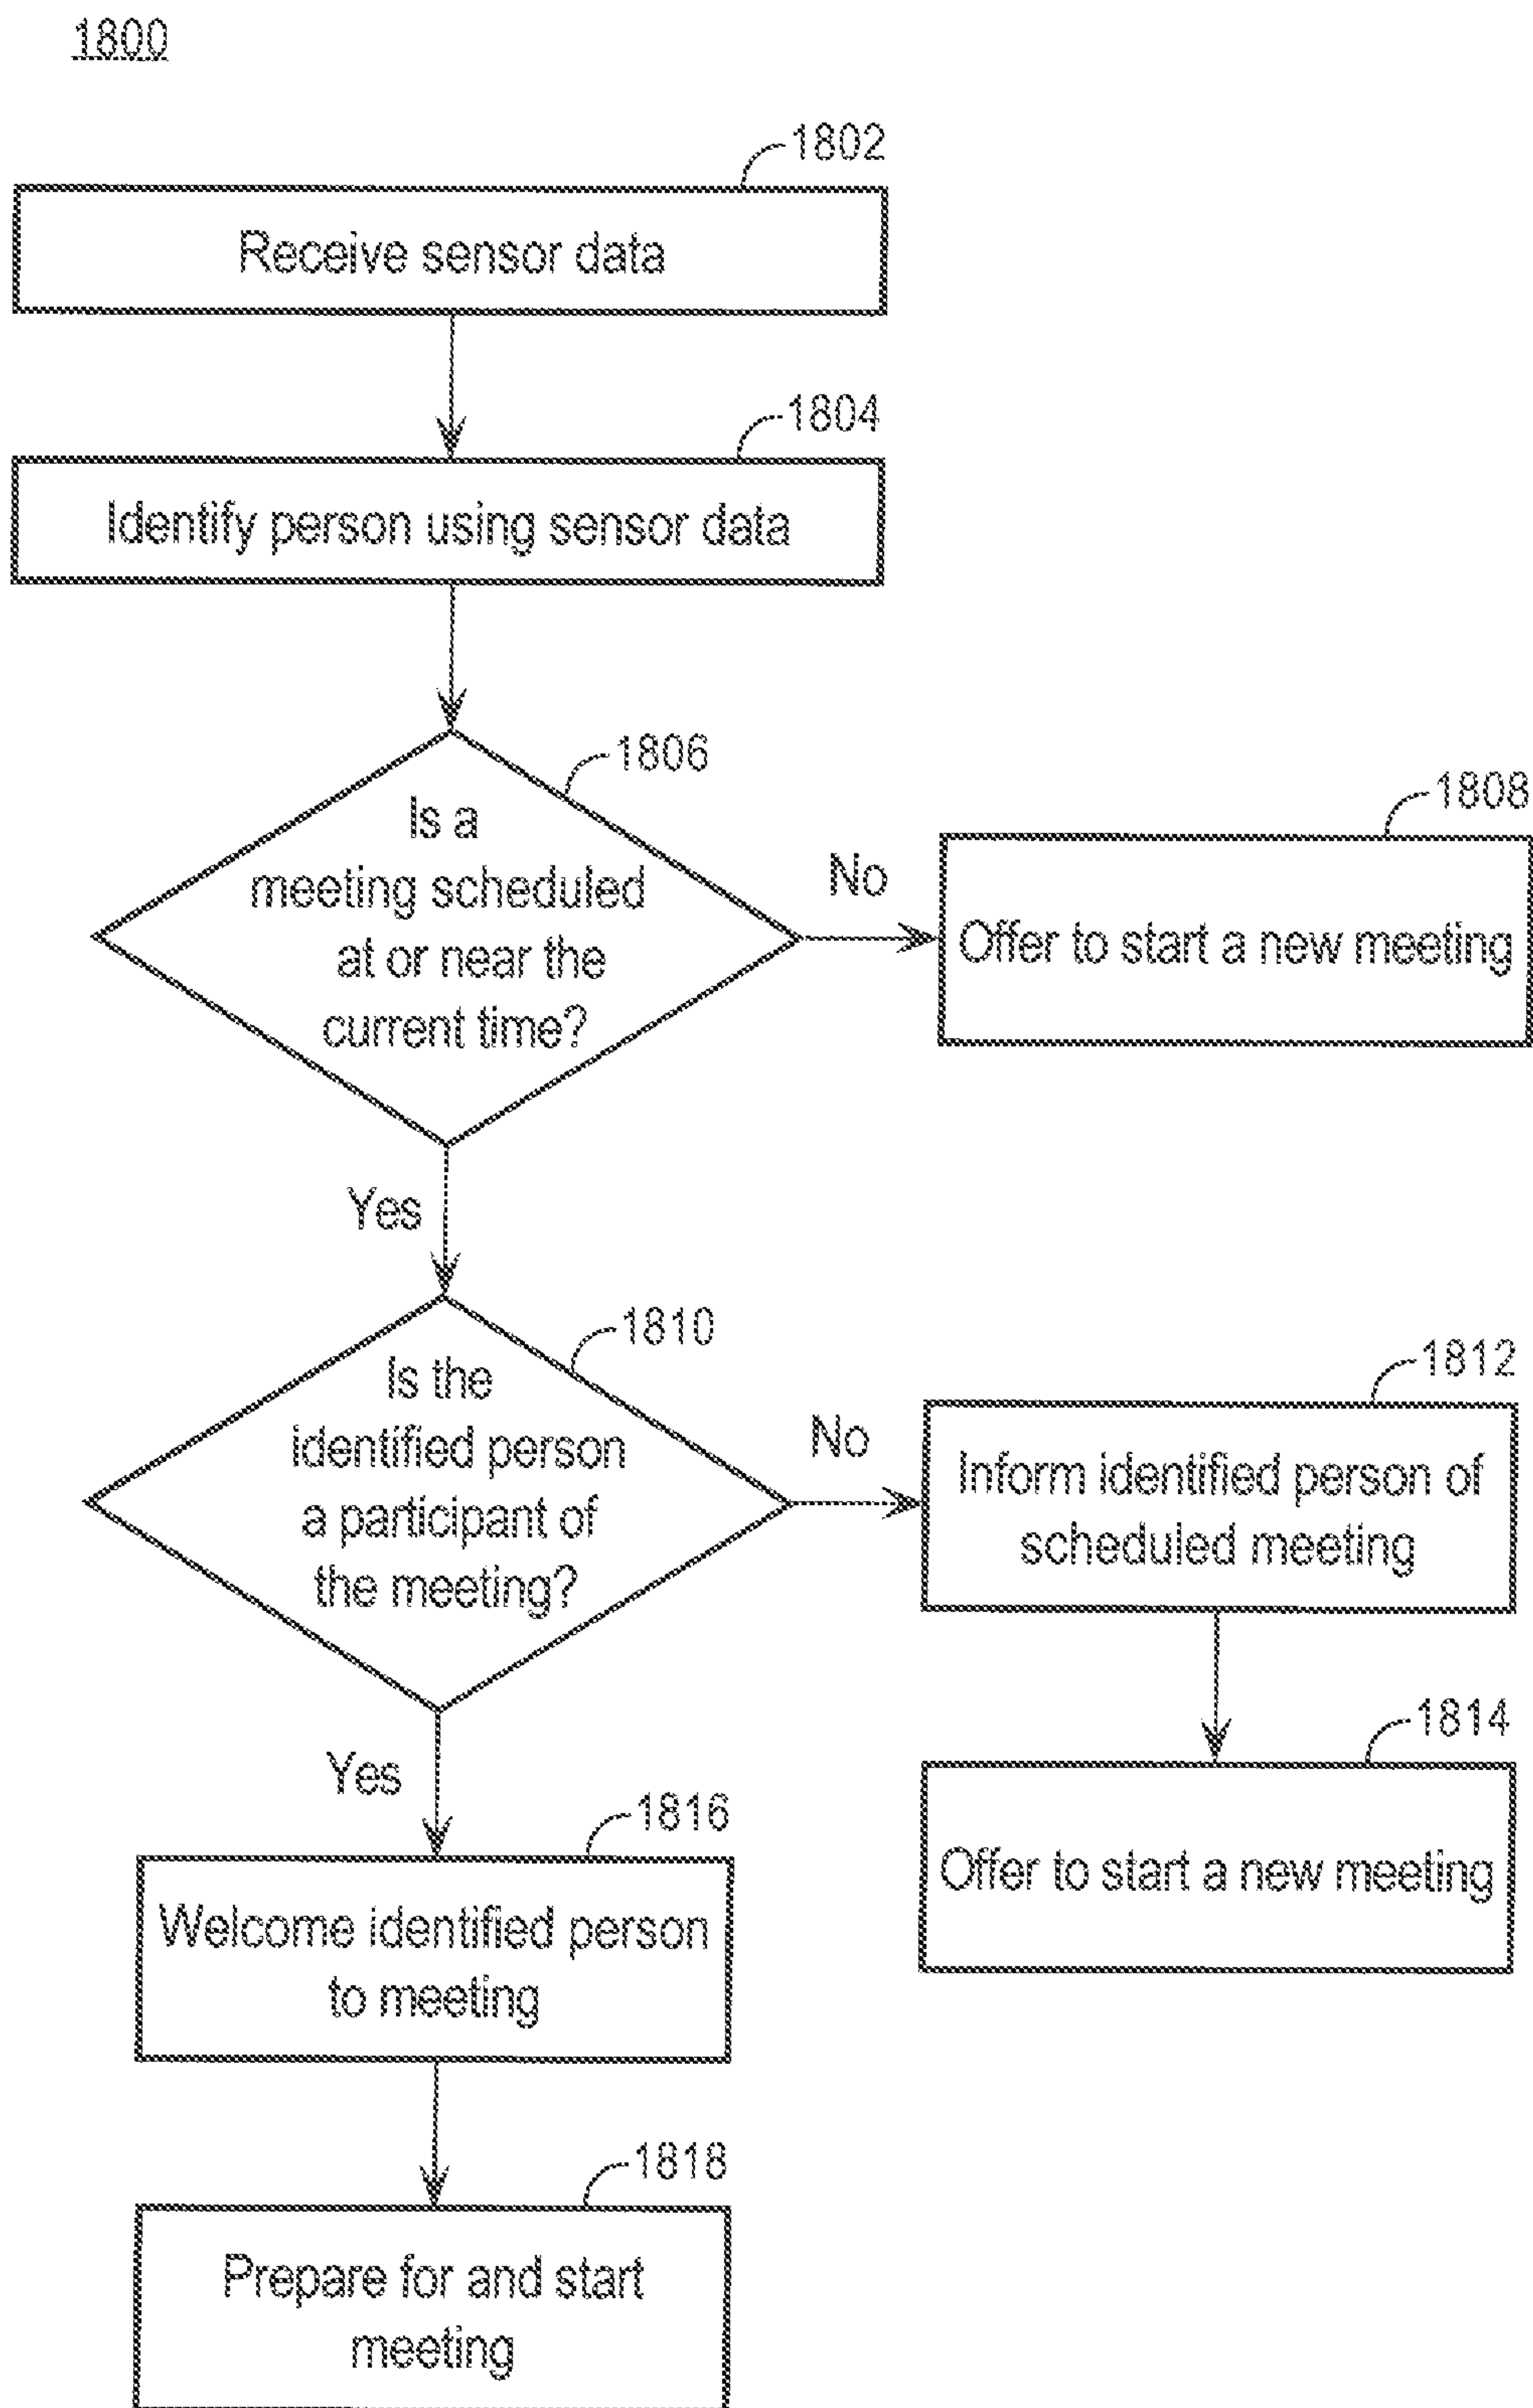 1800
1802
Receive sensor data
1804
Identify person using sensor data
1806
Is a
meeting scheduled
at or near the
current time?
No
1808
Offer to start a new meeting
Yes
1810
Is the
identified person
a participant of
the meeting?
No
1812
Inform identified person of
scheduled meeting
1814
Offer to start a new meeting
Yes
1816
Welcome identified person
to meeting
1818
Prepare for and start
meeting